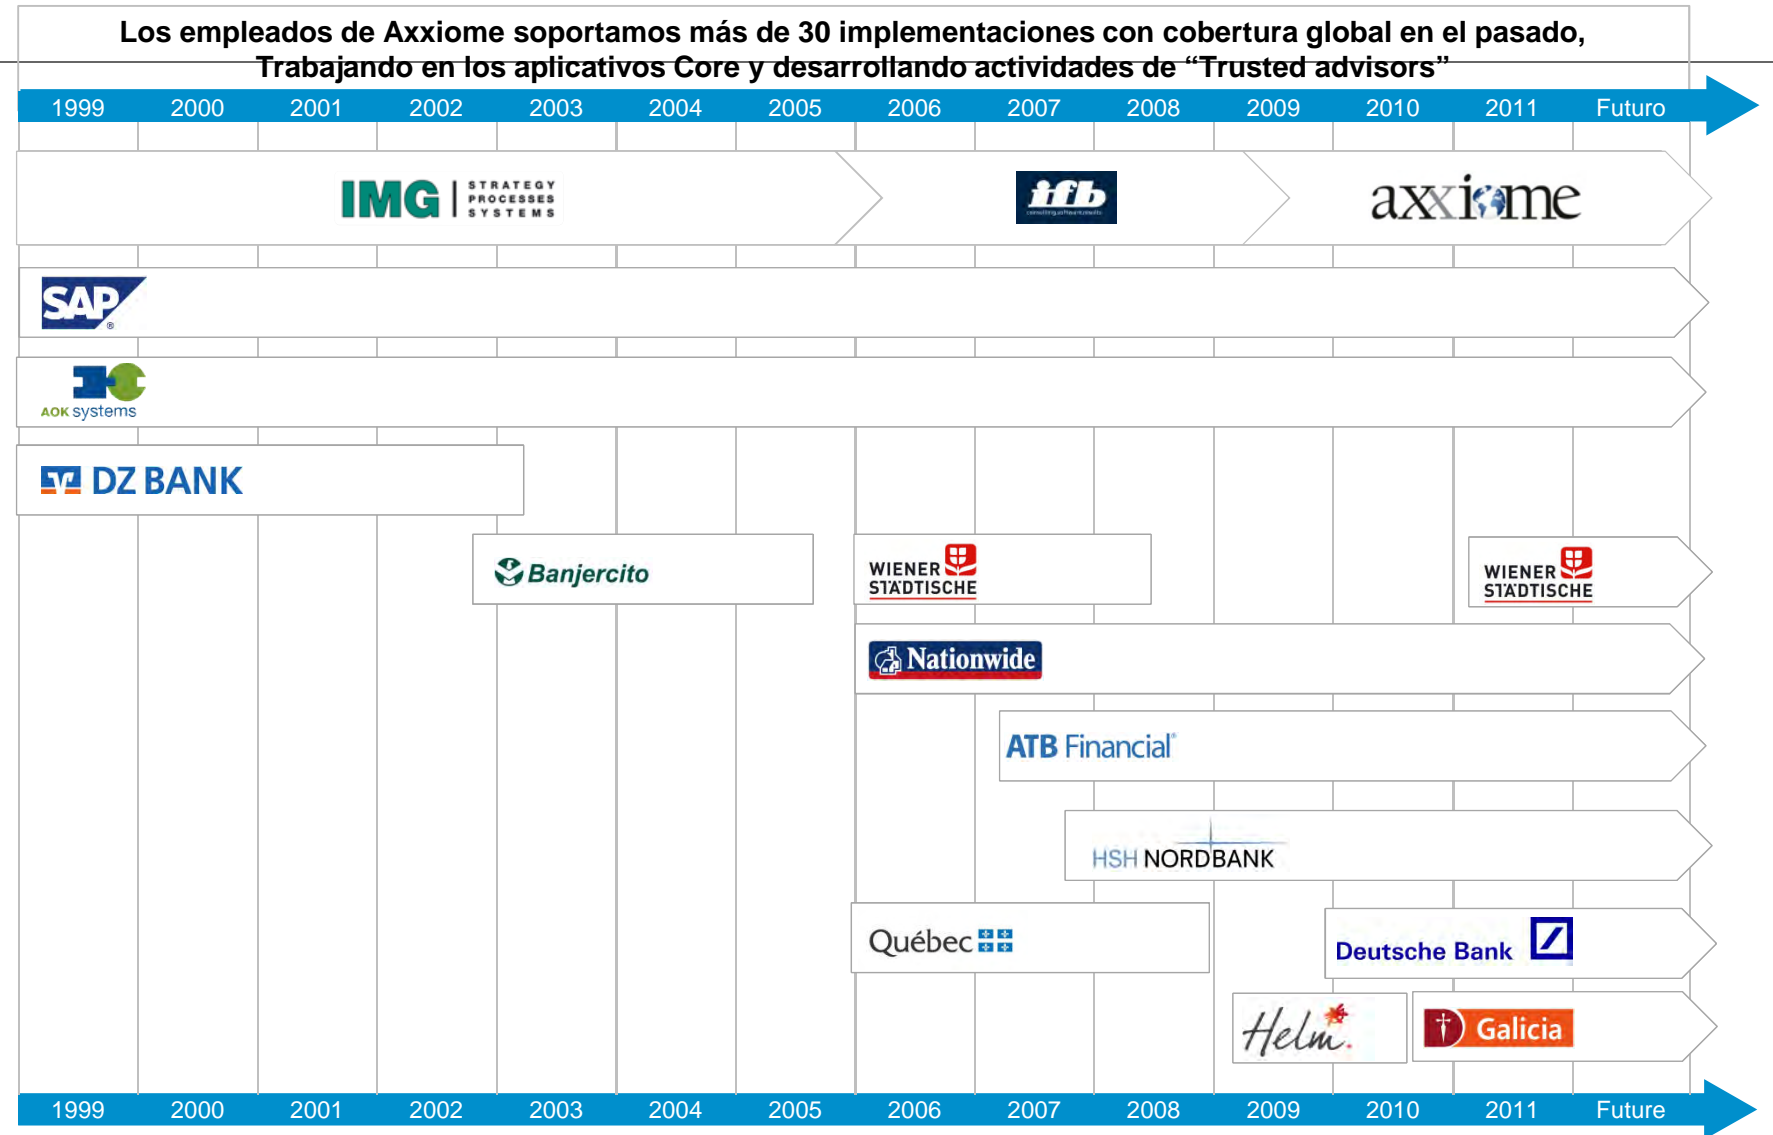 Los empleados de Axxiome soportamos más de 30 implementaciones con cobertura global en el pasado,
Trabajando en los aplicativos Core y desarrollando actividades de “Trusted advisors”
1999 2000 2001 2002 2003 2004 2005 2006 2007 2008 2009 2010 2011 Futuro
IMG STRATEGY
PROCESSES
SYSTEMS
ifb
axxiome
SAP®
AOK systems
DZ BANK
Banjercito
WIENER
STÄDTISCHE
WIENER
STÄDTISCHE
Nationwide
ATB Financial®
HSH NORDBANK
Québec
Deutsche Bank
Helm.
Galicia
1999 2000 2001 2002 2003 2004 2005 2006 2007 2008 2009 2010 2011 Future